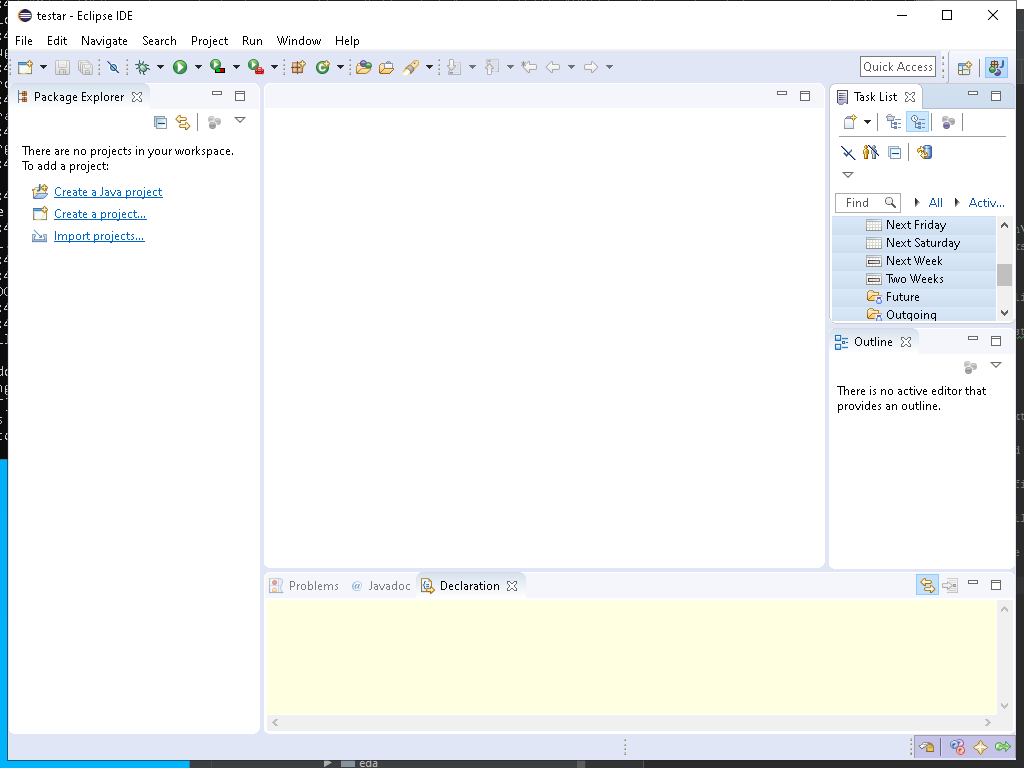 testar - Eclipse IDE
File Edit Navigate Search Project Run Window Help
Quick Access
Package Explorer
There are no projects in your workspace.
To add a project:
Create a Java project
Create a project...
Import projects...
Task List
Find All Activ...
Next Friday
Next Saturday
Next Week
Two Weeks
Future
Outgoing
Outline
There is no active editor that
provides an outline.
Problems @ Javadoc Declaration
eda